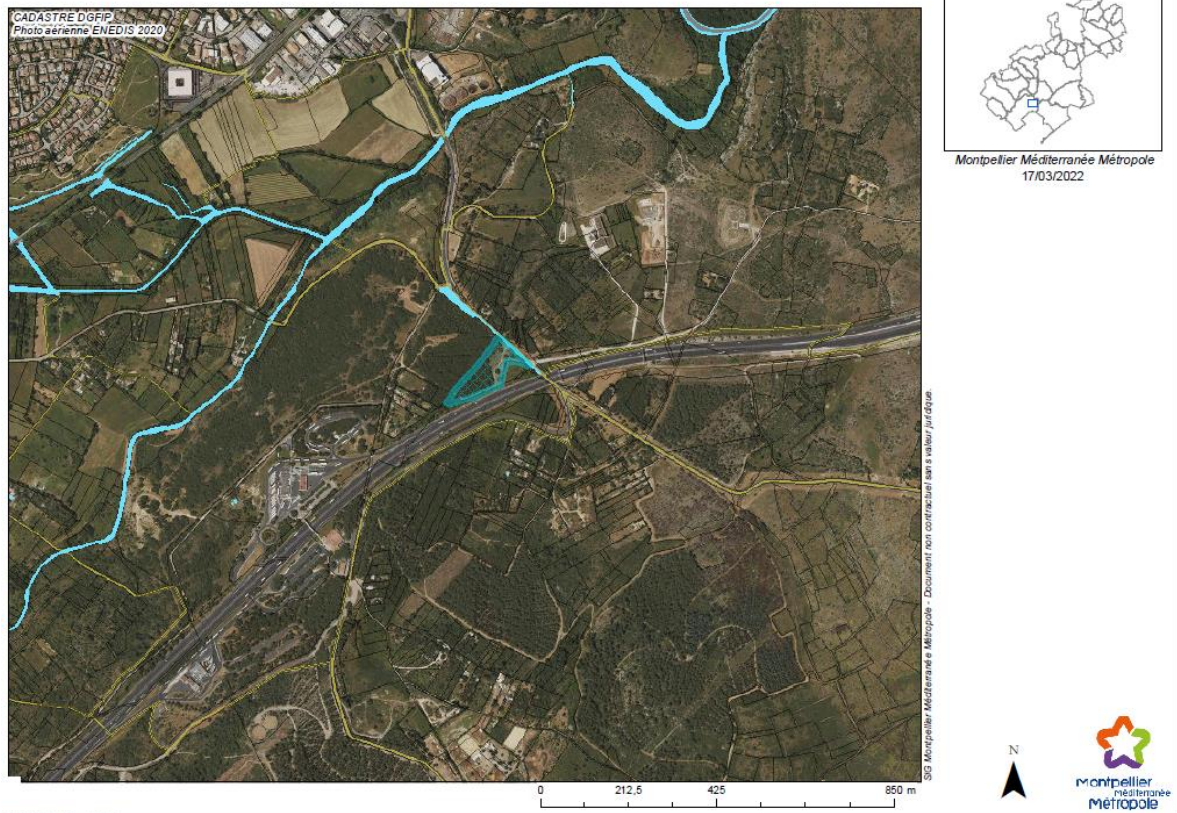 CADASTRE DGFIP
Photo aérienne ENEDIS 2020
Montpellier Méditerranée Métropole
17/03/2022
SIG Montpellier Méditerranée Métropole - Document non contractuel sans valeur juridique.
0 212,5 425 850 m
N
montpellier
méditerranée
métropole